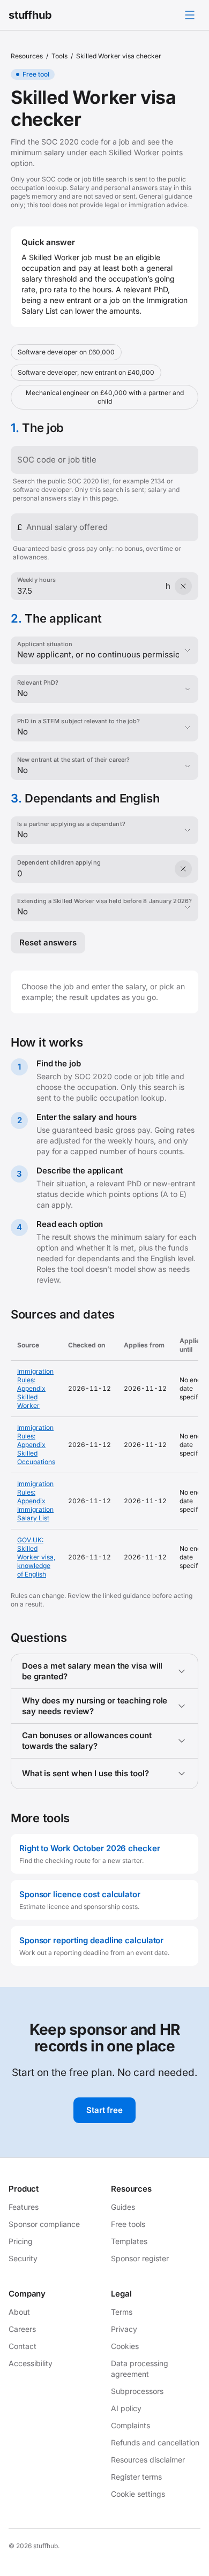 stuffhub
Resources / Tools / Skilled Worker visa checker
Free tool
Skilled Worker visa
checker
Find the SOC 2020 code for a job and see the
minimum salary under each Skilled Worker points
option.
Only your SOC code or job title search is sent to the public
occupation lookup. Salary and personal answers stay in this
page's memory and are not saved or sent. General guidance
only; this tool does not provide legal or immigration advice.
Quick answer
A Skilled Worker job must be an eligible
occupation and pay at least both a general
salary threshold and the occupation's going
rate, pro rata to the hours. A relevant PhD,
being a new entrant or a job on the Immigration
Salary List can lower the amounts.
Software developer on £60,000
Software developer, new entrant on £40,000
Mechanical engineer on £40,000 with a partner and
child
1. The job
SOC code or job title
Search the public SOC 2020 list, for example 2134 or
software developer. Only this search is sent; salary and
personal answers stay in this page.
£ Annual salary offered
Guaranteed basic gross pay only: no bonus, overtime or
allowances.
Weekly hours
37.5
h
2. The applicant
Applicant situation
New applicant, or no continuous permissic
Relevant PhD?
No
PhD in a STEM subject relevant to the job?
No
New entrant at the start of their career?
No
3. Dependants and English
Is a partner applying as a dependant?
No
Dependent children applying
0
Extending a Skilled Worker visa held before 8 January 2026?
No
Reset answers
Choose the job and enter the salary, or pick an
example; the result updates as you go.
How it works
1
Find the job
Search by SOC 2020 code or job title and
choose the occupation. Only this search is
sent to the public occupation lookup.
2
Enter the salary and hours
Use guaranteed basic gross pay. Going rates
are adjusted for the weekly hours, and only
pay for a capped number of hours counts.
3
Describe the applicant
Their situation, a relevant PhD or new-entrant
status decide which points options (A to E)
can apply.
4
Read each option
The result shows the minimum salary for each
option and whether it is met, plus the funds
needed for dependants and the English level.
Roles the tool doesn't model show as needs
review.
Sources and dates
Source Checked on Applies from Applie
until
Immigration
Rules:
Appendix
Skilled
Worker
2026-11-12 2026-11-12 No en
date
specif
Immigration
Rules:
Appendix
Skilled
Occupations
2026-11-12 2026-11-12 No en
date
specif
Immigration
Rules:
Appendix
Immigration
Salary List
2026-11-12 2026-11-12 No en
date
specif
GOV.UK:
Skilled
Worker visa,
knowledge
of English
2026-11-12 2026-11-12 No en
date
specif
Rules can change. Review the linked guidance before acting
on a result.
Questions
Does a met salary mean the visa will
be granted?
Why does my nursing or teaching role
say needs review?
Can bonuses or allowances count
towards the salary?
What is sent when I use this tool?
More tools
Right to Work October 2026 checker
Find the checking route for a new starter.
Sponsor licence cost calculator
Estimate licence and sponsorship costs.
Sponsor reporting deadline calculator
Work out a reporting deadline from an event date.
Keep sponsor and HR
records in one place
Start on the free plan. No card needed.
Start free
Product
Features
Sponsor compliance
Pricing
Security
Resources
Guides
Free tools
Templates
Sponsor register
Company
About
Careers
Contact
Accessibility
Legal
Terms
Privacy
Cookies
Data processing
agreement
Subprocessors
AI policy
Complaints
Refunds and cancellation
Resources disclaimer
Register terms
Cookie settings
© 2026 stuffhub.